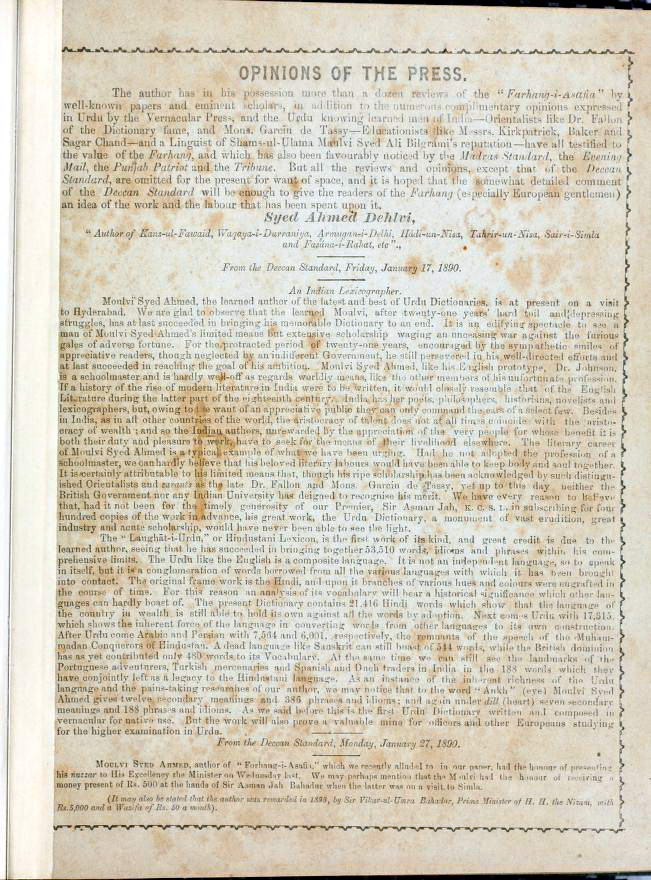 OPINIONS OF THE PRESS.
The author has in his possession more than a dozen reviews of the "Farhang-i-Asafia" by
well-known papers and eminent scholars, in addition to the numerous complimentary opinions expressed
in Urdu by the Vernacular Press, and the Urdu knowing learned men of India—Orientalists like Dr. Fallon
of the Dictionary fame, and Mons. Garcin de Tassy—Educationists like Messrs. Kirkpatrick, Baker and
Sagar Chand—and a Linguist of Shams-ul-Ulama Maulvi Syed Ali Bilgrami's reputation—have all testified to
the value of the Farhang, and which has also been favourably noticed by the Madras Standard, the Evening
Mail, the Punjab Patriot and the Tribune. But all the reviews and opinions, except that of the Deccan
Standard, are omitted for the present for want of space, and it is hoped that the somewhat detailed comment
of the Deccan Standard will be enough to give the readers of the Farhang (especially European gentlemen)
an idea of the work and the labour that has been spent upon it.
Syed Ahmed Dehlvi,
"Author of Kanz-ul-Fawaid, Waqaya-i-Durraniya, Armugan-i-Delhi, Hadi-un-Nisa, Tahrir-un-Nisa, Sair-i-Simla
and Fasana-i-Rahat, etc".,
From the Deccan Standard, Friday, January 17, 1890.
An Indian Lexicographer.
Moulvi Syed Ahmed, the learned author of the latest and best of Urdu Dictionaries, is at present on a visit
to Hyderabad. We are glad to observe that the learned Moulvi, after twenty-one years' hard toil and depressing
struggles, has at last succeeded in bringing his memorable Dictionary to an end. It is an edifying spectacle to see a
man of Moulvi Syed Ahmed's limited means but extensive scholarship waging an unceasing war against the furious
gales of adverse fortune. For the protracted period of twenty-one years, encouraged by the sympathetic smiles of
appreciative readers, though neglected by an indifferent Government, he still persevered in his well-directed efforts and
at last succeeded in reaching the goal of his ambition. Moulvi Syed Ahmed, like his English prototype, Dr. Johnson,
is a schoolmaster and is hardly well-off as regards worldly means, like the other members of his unfortunate profession.
If a history of the rise of modern literature in India were to be written, it would closely resemble that of the English
Literature during the latter part of the eighteenth century. India has her poets, philosophers, historians, novelists and
lexicographers, but, owing to the want of an appreciative public they can only command the ears of a select few. Besides
in India, as in all other countries of the world, the aristocracy of talent does not at all times cohesie with the aristo-
cracy of wealth; and so the Indian authors, unrewarded by the appreciation of the very people for whose benefit it is
both their duty and pleasure to work, have to seek for the means of their livelihood elsewhere. The literary career
of Moulvi Syed Ahmed is a typical example of what we have been urging. Had he not adopted the profession of a
schoolmaster, we can hardly believe that his beloved literary labours would have been able to keep body and soul together.
It is certainly attributable to his limited means that, though his ripe scholarship has been acknowledged by such distingu-
ished Orientalists and savants as the late Dr. Fallon and Mons. Garcinp de Tassy, yet up to this day, neither the
British Government nor any Indian University has deigned to recognise his merit. We have every reason to believe
that, had it not been for the timely generosity of our Premier, Sir Asman Jah, K. C. S. I., in subscribing for four
hundred copies of the work in advance, his great work, the Urdu Dictionary, a monument of vast erudition, great
industry and acute scholarship, would have never been able to see the light.
The "Laughât-i-Urdu," or Hindustani Lexicon, is the first work of its kind, and great credit is due to the
learned author, seeing that he has succeeded in bringing together 53,510 words, idioms and phrases within his com-
prehensive limits. The Urdu like the English is a composite language. It is not an independent language, so to speak
in itself, but it is a conglomeration of words borrowed from all the various languages with which it has been brought
into contact. The original frame work is the Hindi, and upon it branches of various hues and colours were engrafted in
the course of time. For this reason an analysis of its vocabulary will bear a historical significance which other lan-
guages can hardly boast of. The present Dictionary contains 21,416 Hindi words which show that the language of
the country in wealth is still able to hold its own against all the words by adoption. Next comes Urdu with 17,515,
which shows the inherent force of the language in converting words from other languages to its own construction.
After Urdu come Arabic and Persian with 7,564 and 6,001, respectively, the remnants of the speech of the Muham-
madan Conquerors of Hindustan. A dead language like Sanskrit can still boast of 544 words, while the British dominion
has as yet contributed only 480 words to its Vocabulary. At the same time we can still see the landmarks of the
Portuguese adventurers, Turkish mercenaries and Spanish and Duch traders in India in the 188 words which they
have conjointly left as a legacy to the Hindustani language. As an instance of the inherent richness of the Urdu
language and the pains-taking researches of our author, we may notice that to the word "Ankh" (eye) Moulvi Syed
Ahmed gives twelve secondary meanings and 386 phrases and idioms; and again under dill (heart) seven secondary
meanings and 188 phrases and idioms. As we said before this is the first Urdu Dictionary written and composed in
vernacular for native use. But the work will also prove a valuable mine for officers and other Europeans studying
for the higher examination in Urdu.
From the Deccan Standard, Monday, January 27, 1890.
MOULVI SYED AHMED, author of "Farhang-i-Asafia," which we recently alluded to in our paper, had the honour of presenting
his nuzzer to His Excellency the Minister on Wednesday last. We may perhaps mention that the Moulvi had the honour of receiving a
money present of Rs. 500 at the hands of Sir Asman Jah Bahadur when the latter was on a visit to Simla.
(It may also be stated that the author was rewarded in 1895, by Sir Vikar-ul-Umra Bahadur, Prime Minister of H. H. the Nizam, with
Rs. 5,000 and a Wazifa of Rs. 50 a month).